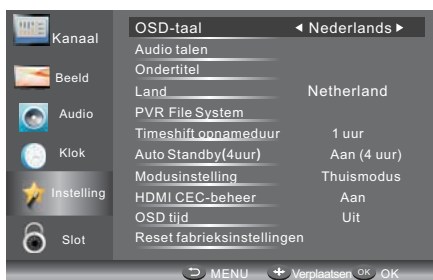 Kanaal
Beeld
Audio
Klok
Instelling
Slot
OSD-taal Nederlands
Audio talen
Ondertitel
Land Netherland
PVR File System
Timeshift opnameduur 1 uur
Auto Standby(4uur) Aan (4 uur)
Modusinstelling Thuismodus
HDMI CEC-beheer Aan
OSD tijd Uit
Reset fabrieksinstellingen
MENU Verplaatsen OK OK